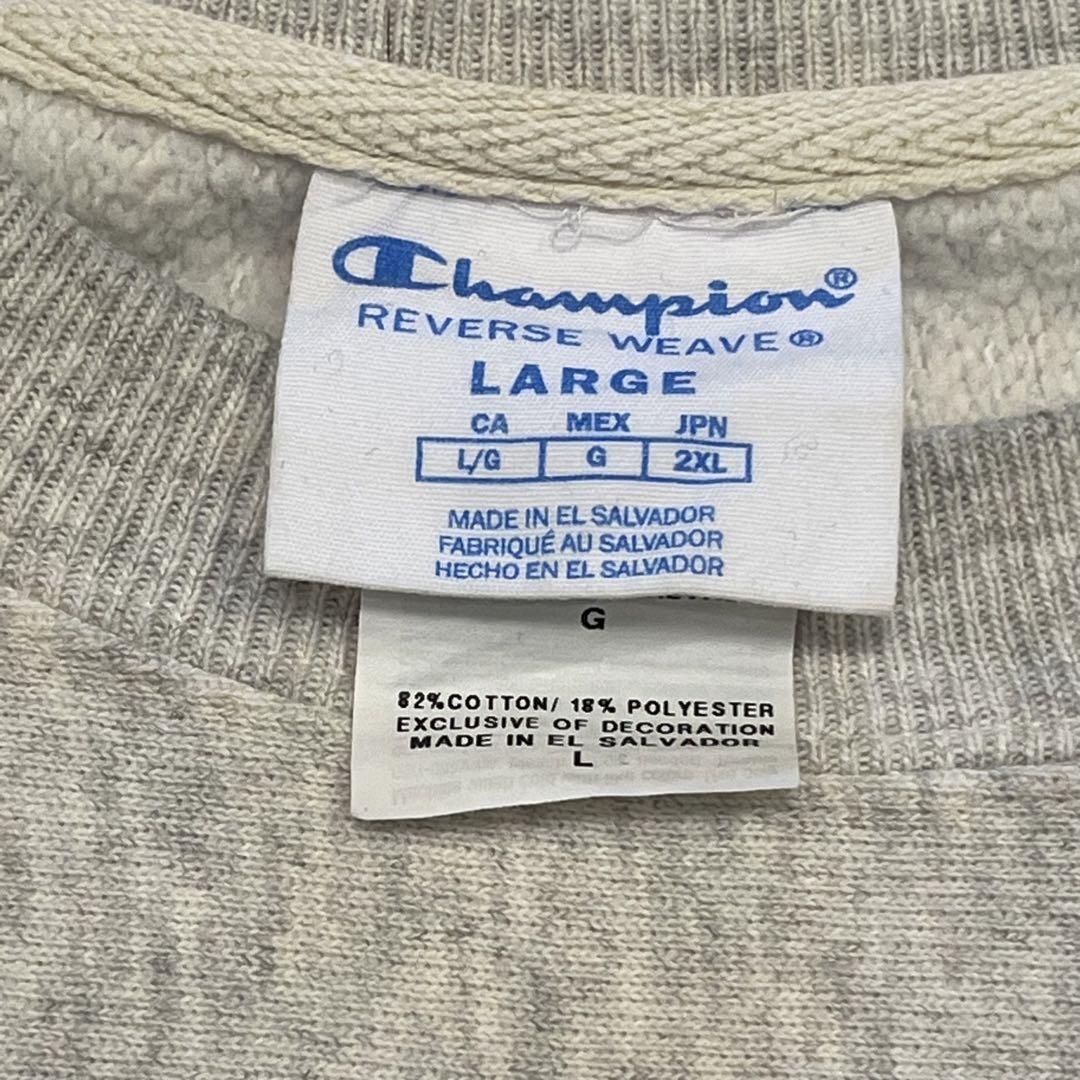 Champion®
REVERSE WEAVE®
LARGE
CA MEX JPN
L/G G 2XL
MADE IN EL SALVADOR
FABRIQUÉ AU SALVADOR
HECHO EN EL SALVADOR
G
82%COTTON/ 18% POLYESTER
EXCLUSIVE OF DECORATION
MADE IN EL SALVADOR
L